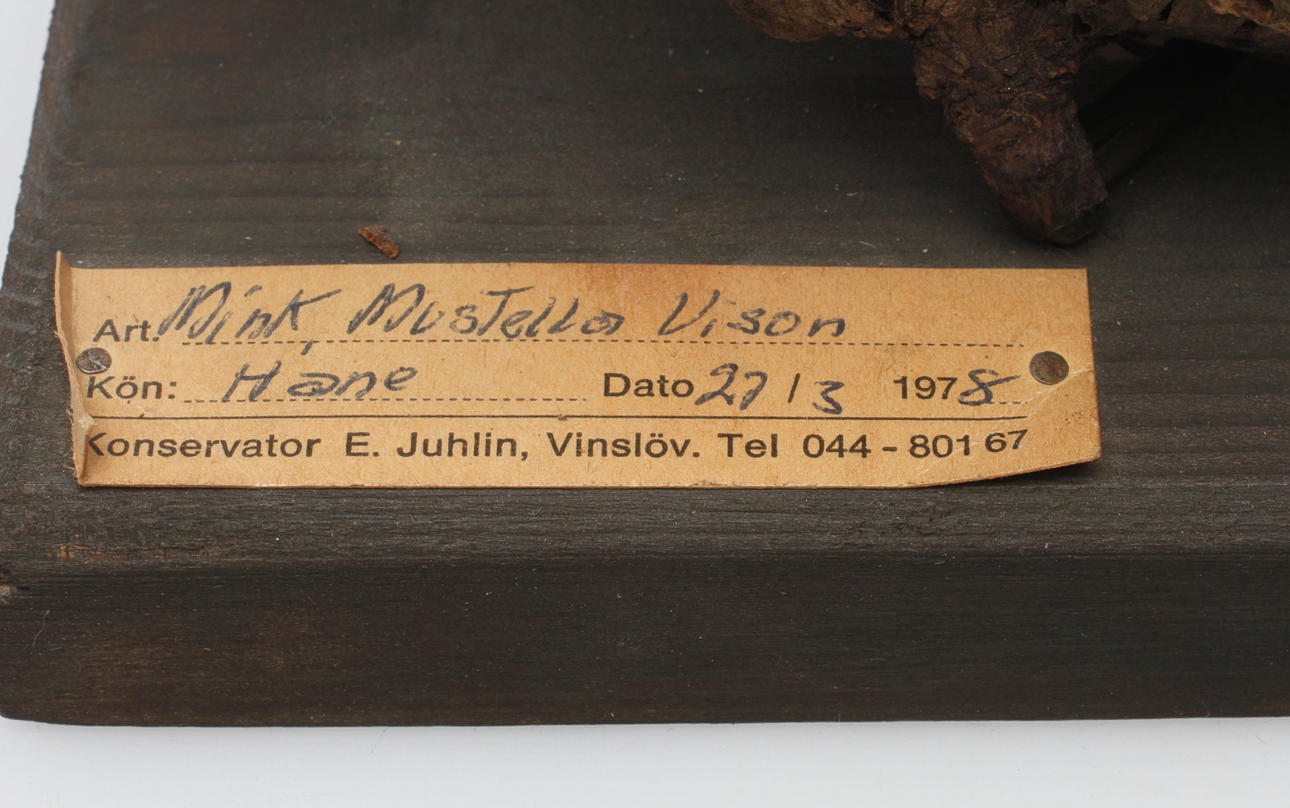 Art. Mink, Mustella Vison
Kön: Hane Dato 27/3 1978
Konservator E. Juhlin, Vinslöv. Tel 044-801 67